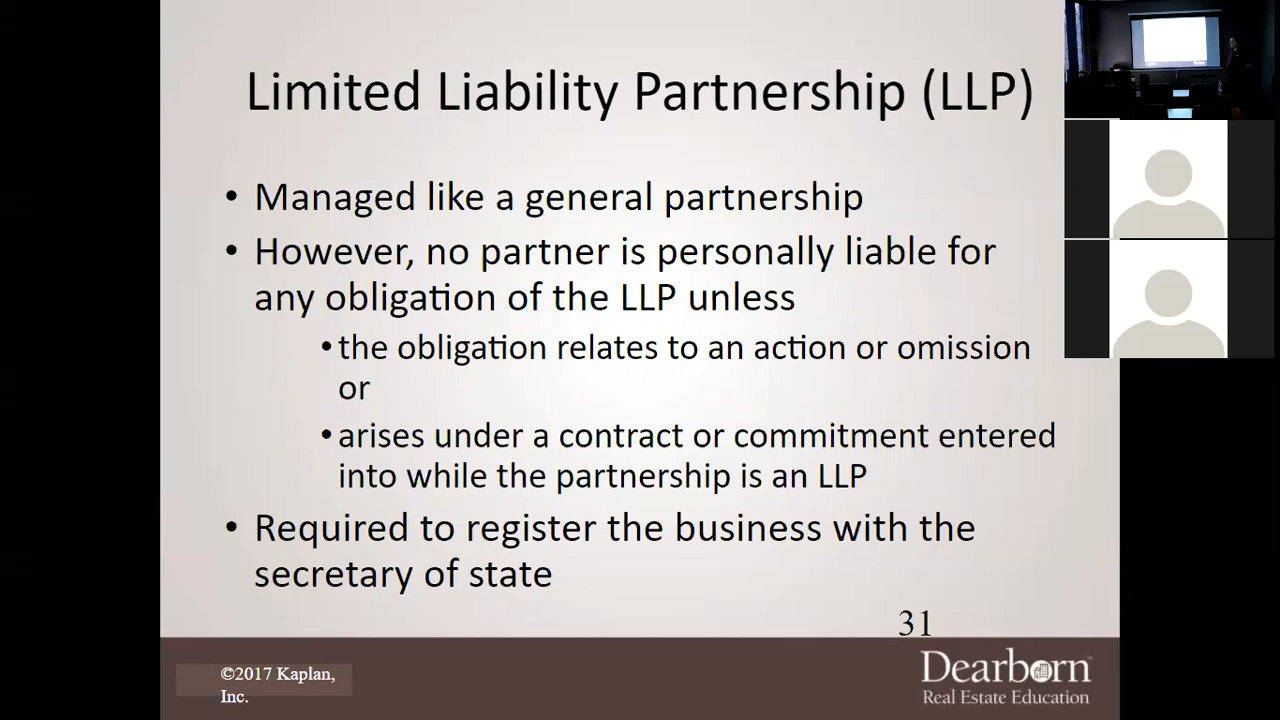 Limited Liability Partnership (LLP)
• Managed like a general partnership
• However, no partner is personally liable for
any obligation of the LLP unless
• the obligation relates to an action or omission
or
• arises under a contract or commitment entered
into while the partnership is an LLP
• Required to register the business with the
secretary of state
31
©2017 Kaplan,
Inc.
Dearborn
Real Estate Education